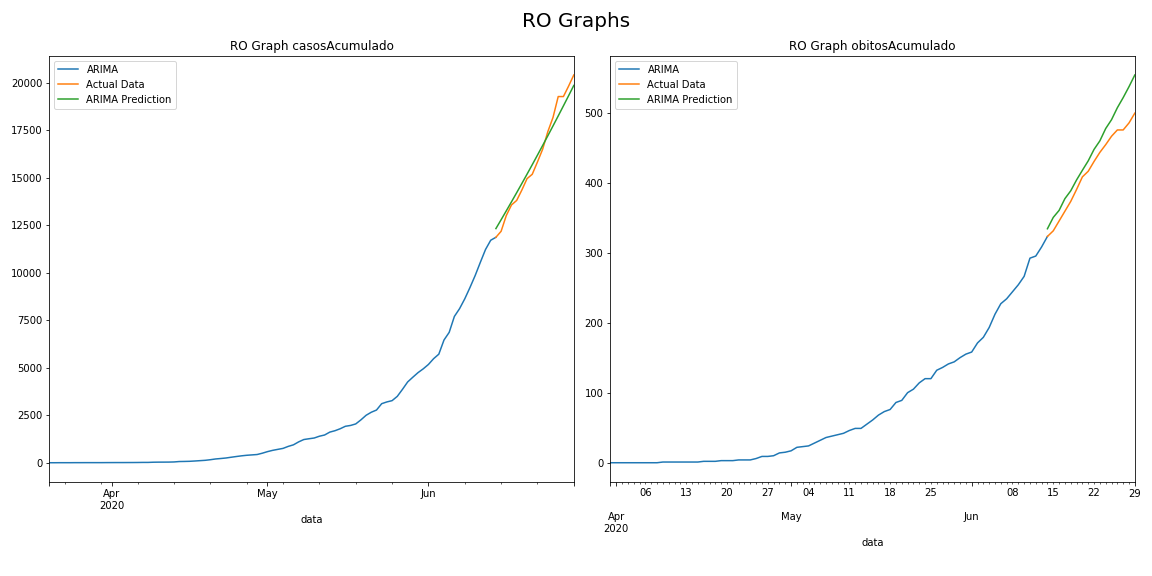 RO Graphs
RO Graph casosAcumulado
ARIMA
Actual Data
ARIMA Prediction
20000
17500
15000
12500
10000
7500
5000
2500
0
Apr
2020
May
Jun
data
RO Graph obitosAcumulado
ARIMA
Actual Data
ARIMA Prediction
500
400
300
200
100
0
06 13 20 27 04 11 18 25 08 15 22 29
Apr May Jun
2020
data